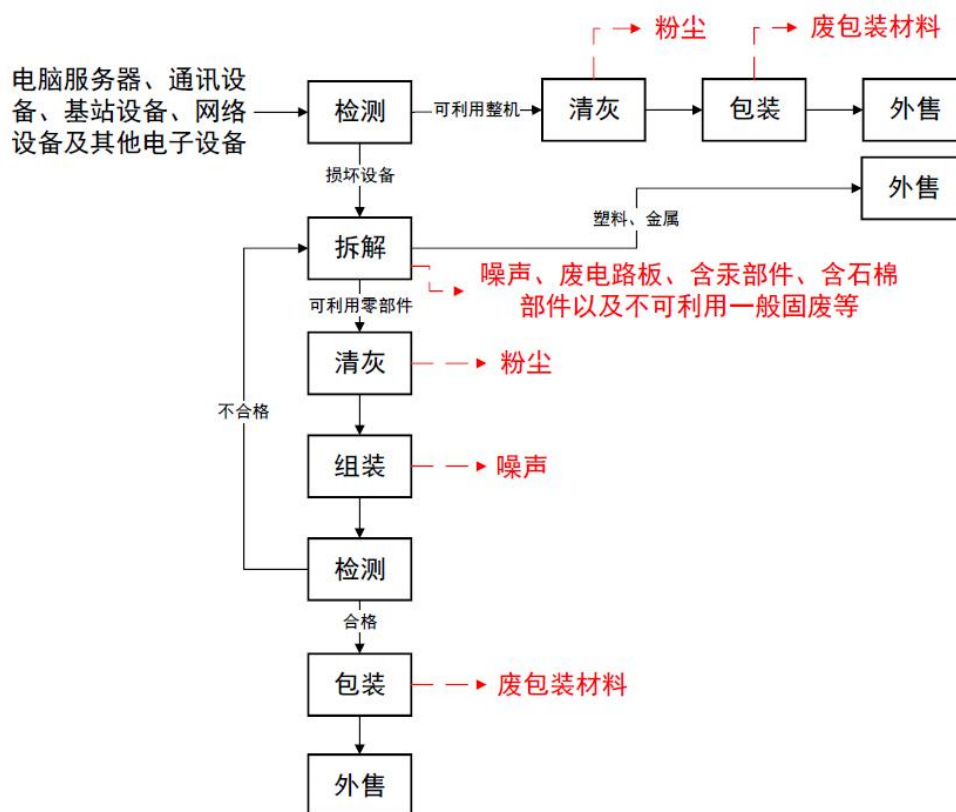 粉尘
废包装材料
电脑服务器、通讯设
备、基站设备、网络
设备及其他电子设备
检测
可利用整机
清灰
包装
外售
损坏设备
外售
塑料、金属
拆解
噪声、废电路板、含汞部件、含石棉
部件以及不可利用一般固废等
可利用零部件
清灰
粉尘
不合格
组装
噪声
检测
合格
包装
废包装材料
外售